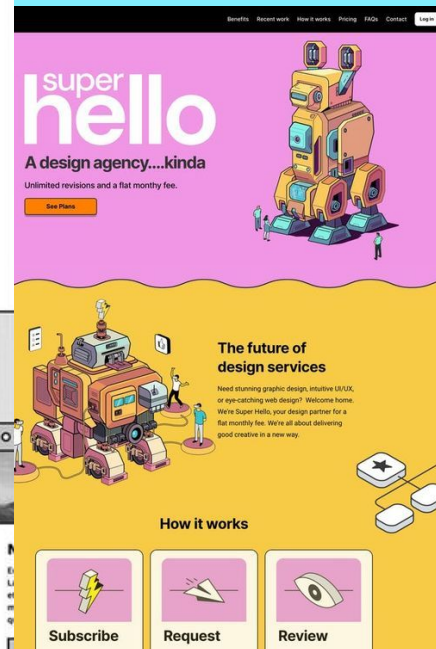 Benefits Recent work How it works Pricing FAQs Contact Log in
super
hello
A design agency....kinda
Unlimited revisions and a flat monthy fee.
See Plans
The future of
design services
Need stunning graphic design, intuitive UI/UX,
or eye-catching web design? Welcome home.
We're Super Hello, your design partner for a
flat monthly fee. We're all about delivering
good creative in a new way.
How it works
Subscribe
Request
Review